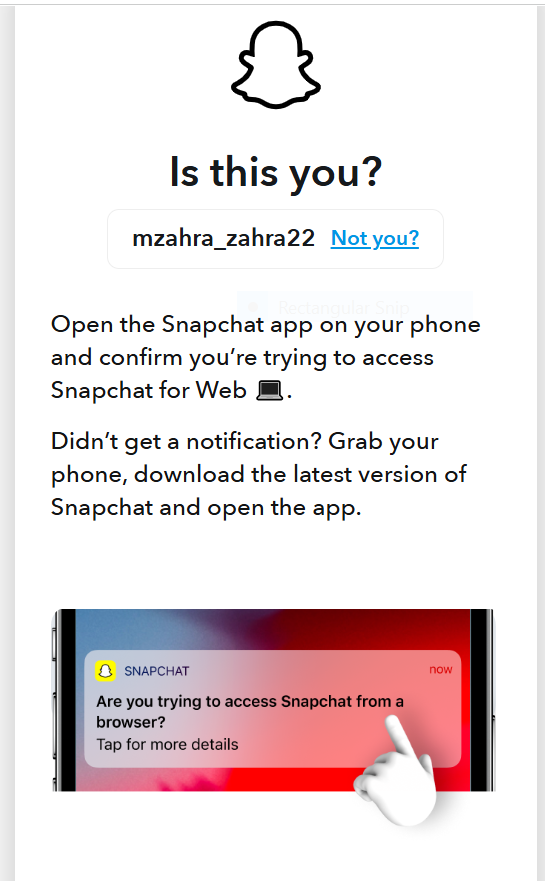 Is this you?
mzahra_zahra22 Not you?
Rectangular Snip
Open the Snapchat app on your phone
and confirm you’re trying to access
Snapchat for Web 💻.
Didn’t get a notification? Grab your
phone, download the latest version of
Snapchat and open the app.
SNAPCHAT now
Are you trying to access Snapchat from a
browser?
Tap for more details